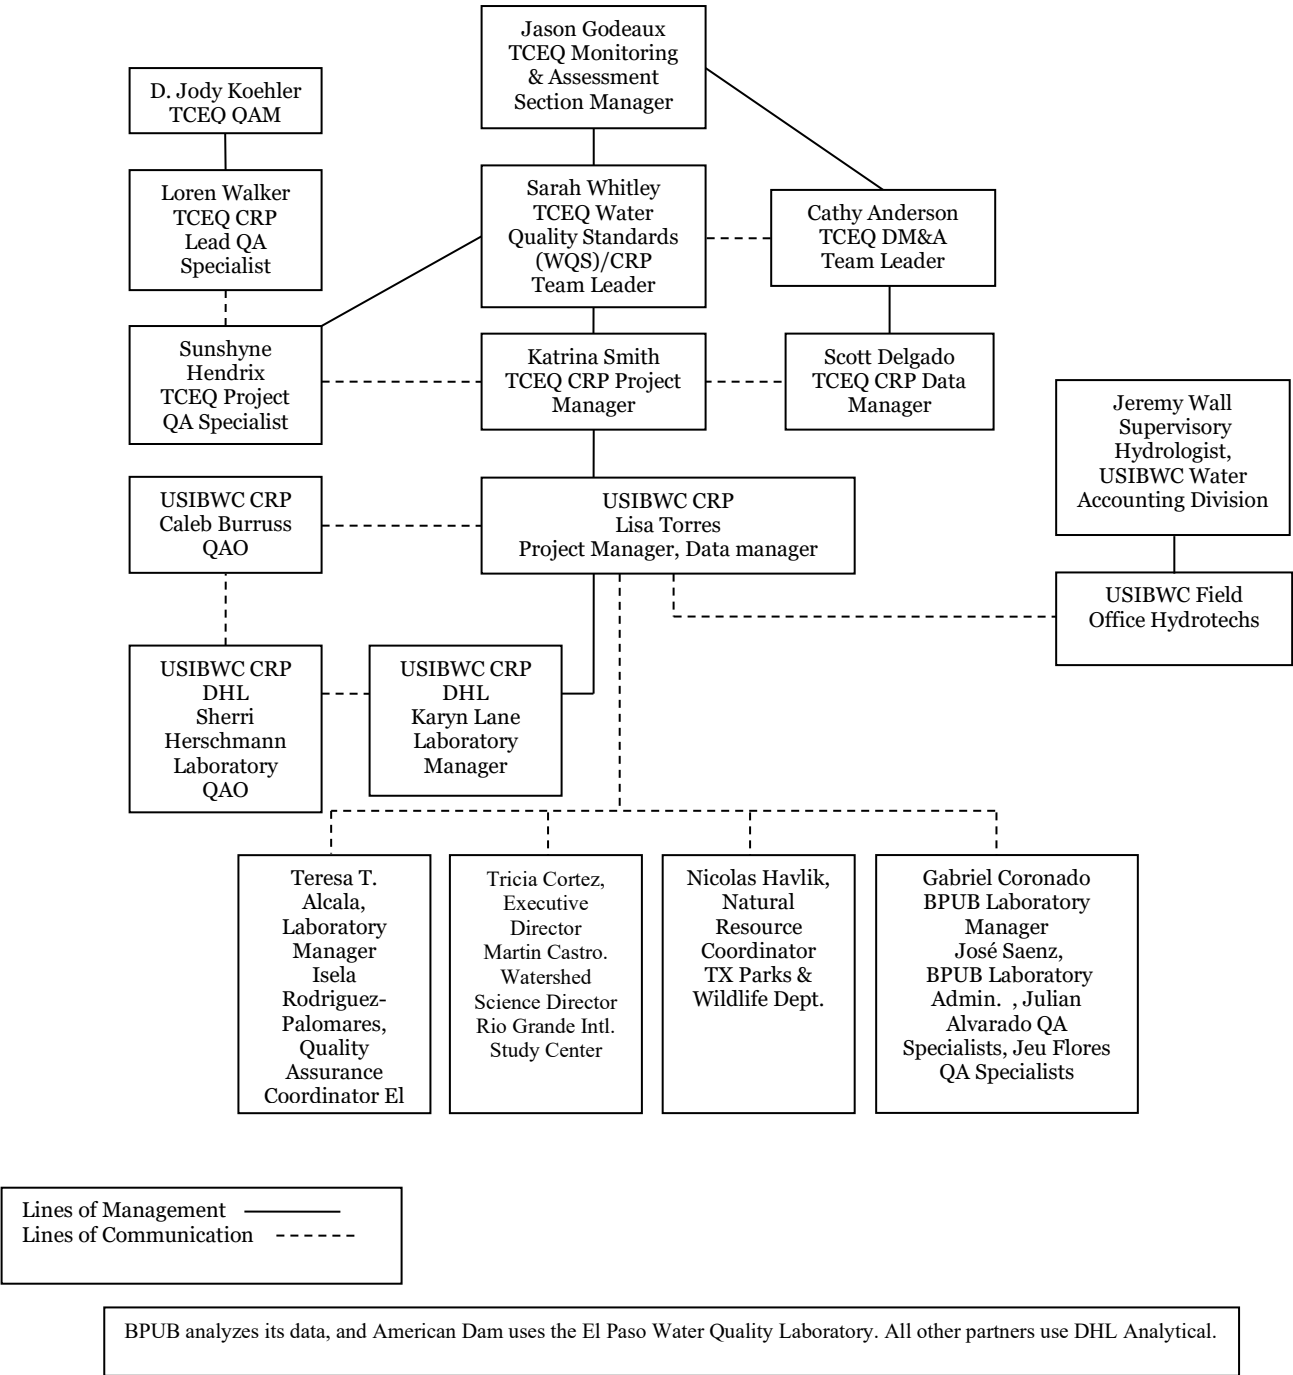 Jason Godeaux
TCEQ Monitoring
& Assessment
Section Manager
D. Jody Koehler
TCEQ QAM
Loren Walker
TCEQ CRP
Lead QA
Specialist
Sarah Whitley
TCEQ Water
Quality Standards
(WQS)/CRP
Team Leader
Cathy Anderson
TCEQ DM&A
Team Leader
Sunshyne
Hendrix
TCEQ Project
QA Specialist
Katrina Smith
TCEQ CRP Project
Manager
Scott Delgado
TCEQ CRP Data
Manager
Jeremy Wall
Supervisory
Hydrologist,
USIBWC Water
Accounting Division
USIBWC CRP
Caleb Burruss
QAO
USIBWC CRP
Lisa Torres
Project Manager, Data manager
USIBWC Field
Office Hydrotechs
USIBWC CRP
DHL
Sherri
Herschmann
Laboratory
QAO
USIBWC CRP
DHL
Karyn Lane
Laboratory
Manager
Teresa T.
Alcala,
Laboratory
Manager
Isela
Rodriguez-
Palomares,
Quality
Assurance
Coordinator El
Tricia Cortez,
Executive
Director
Martin Castro.
Watershed
Science Director
Rio Grande Intl.
Study Center
Nicolas Havlik,
Natural
Resource
Coordinator
TX Parks &
Wildlife Dept.
Gabriel Coronado
BPUB Laboratory
Manager
José Saenz,
BPUB Laboratory
Admin. , Julian
Alvarado QA
Specialists, Jeu Flores
QA Specialists
Lines of Management
Lines of Communication
BPUB analyzes its data, and American Dam uses the El Paso Water Quality Laboratory. All other partners use DHL Analytical.